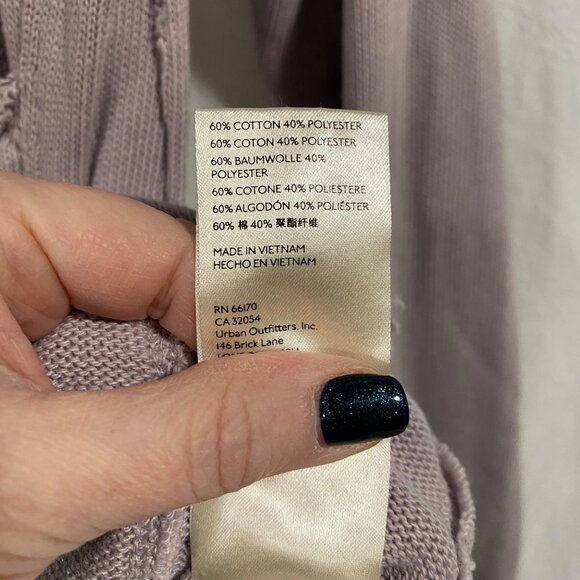 60% COTTON 40% POLYESTER
60% COTON 40% POLYESTER
60% BAUMWOLLE 40%
POLYESTER
60% COTONE 40% POLIESTERE
60% ALGODÓN 40% POLIÉSTER
60% 棉 40% 聚酯纤维
MADE IN VIETNAM
HECHO EN VIETNAM
RN 66170
CA 32054
Urban Outfitters, Inc.
146 Brick Lane